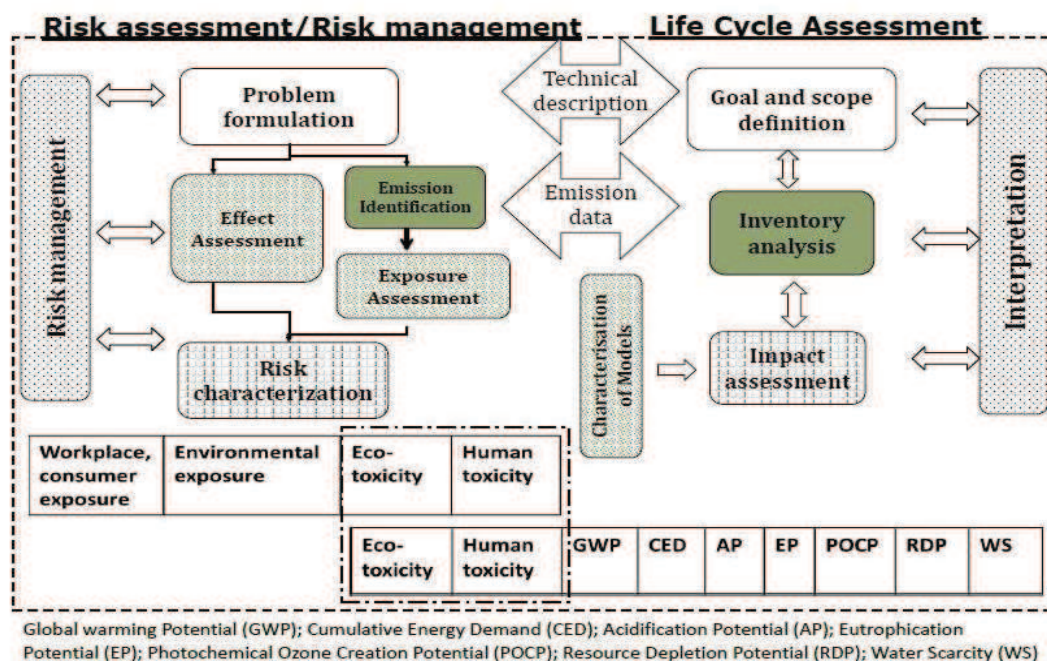 Risk assessment/Risk management
Life Cycle Assessment
Risk management
Problem
formulation
Effect
Assessment
Emission
Identification
Exposure
Assessment
Risk
characterization
Technical
description
Emission
data
Characterisation
of Models
Goal and scope
definition
Inventory
analysis
Impact
assessment
Interpretation
Workplace,
consumer
exposure
Environmental
exposure
Eco-
toxicity
Human
toxicity
Eco-
toxicity
Human
toxicity
GWP
CED
AP
EP
POCP
RDP
WS
Global warming Potential (GWP); Cumulative Energy Demand (CED); Acidification Potential (AP); Eutrophication
Potential (EP); Photochemical Ozone Creation Potential (POCP); Resource Depletion Potential (RDP); Water Scarcity (WS)